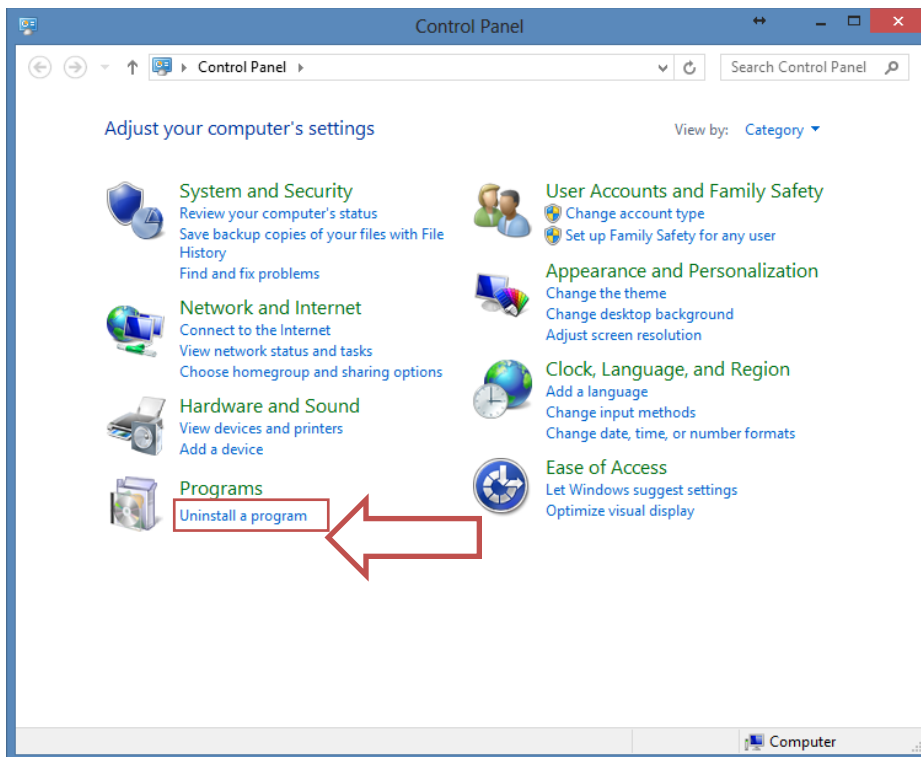 Control Panel
Control Panel
Search Control Panel
Adjust your computer's settings
View by: Category
System and Security
Review your computer's status
Save backup copies of your files with File
History
Find and fix problems
Network and Internet
Connect to the Internet
View network status and tasks
Choose homegroup and sharing options
Hardware and Sound
View devices and printers
Add a device
Programs
Uninstall a program
User Accounts and Family Safety
Change account type
Set up Family Safety for any user
Appearance and Personalization
Change the theme
Change desktop background
Adjust screen resolution
Clock, Language, and Region
Add a language
Change input methods
Change date, time, or number formats
Ease of Access
Let Windows suggest settings
Optimize visual display
Computer